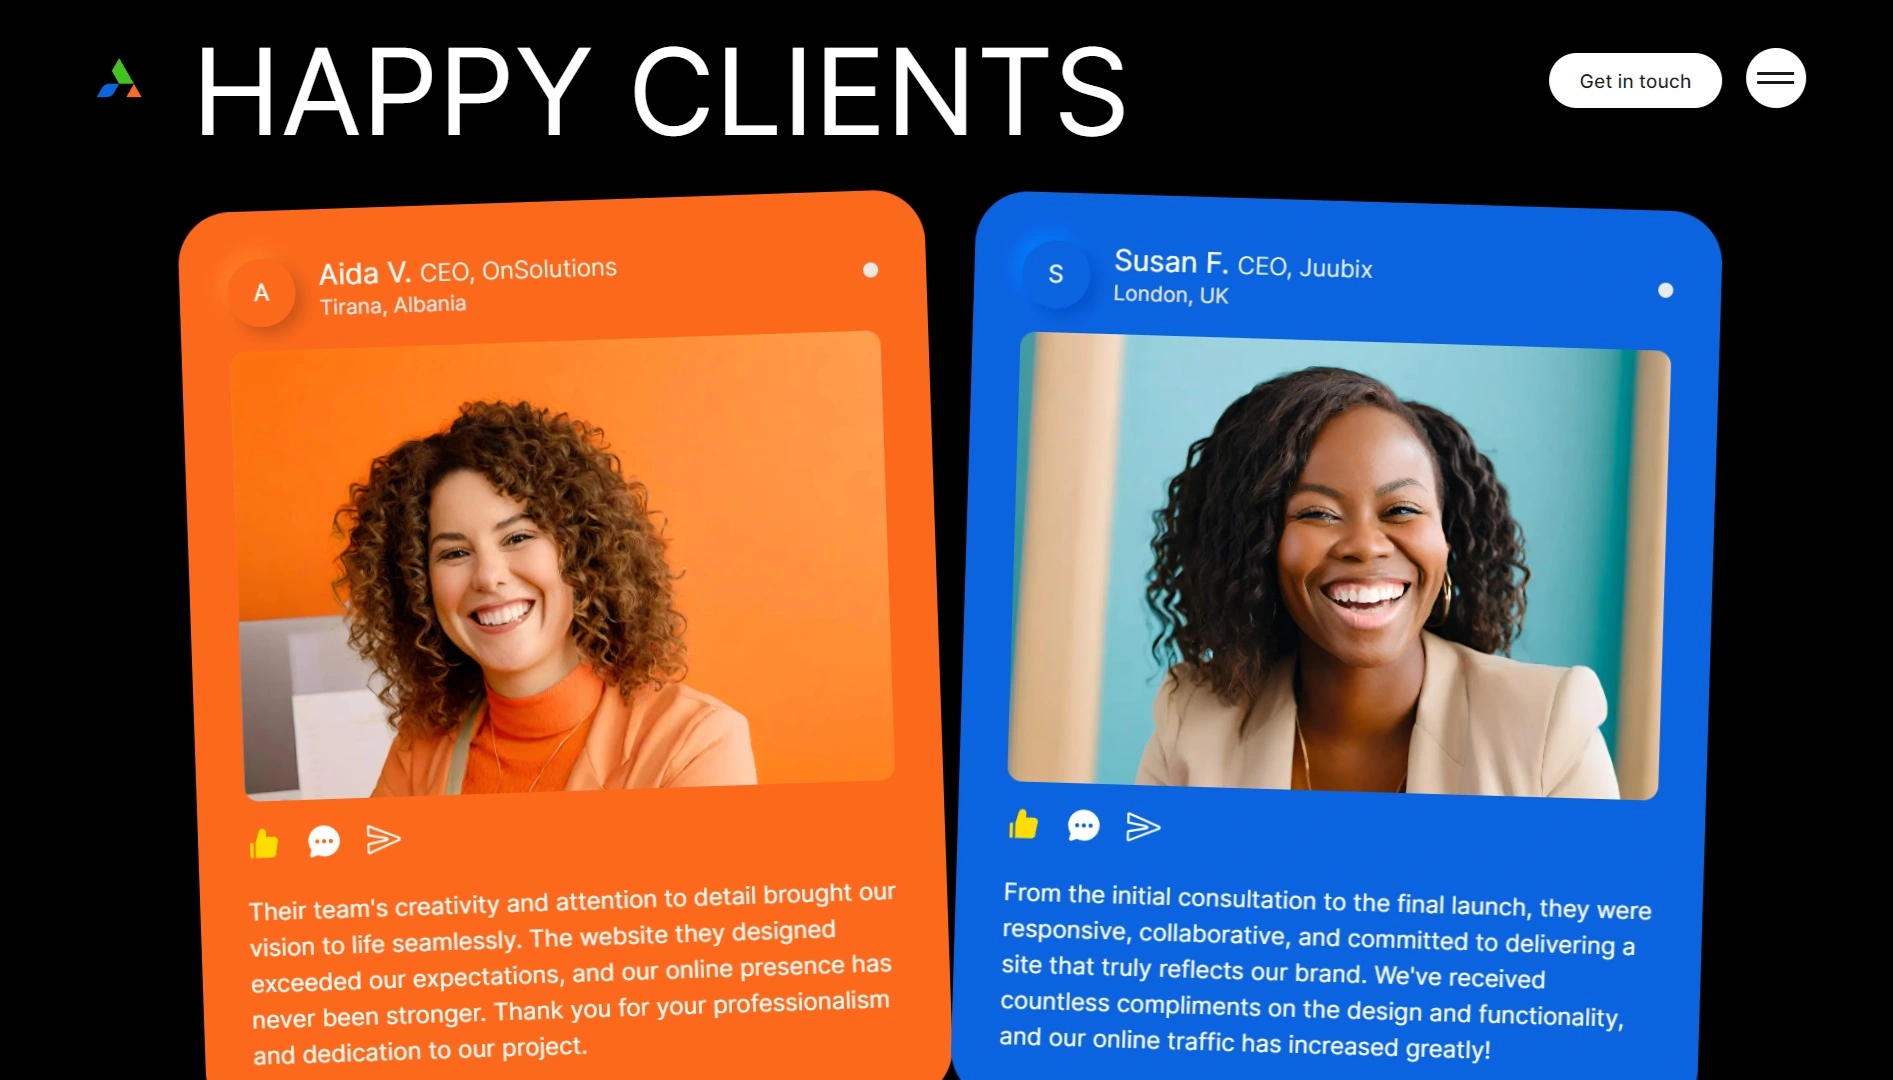 HAPPY CLIENTS
Get in touch
A
Aida V. CEO, OnSolutions
Tirana, Albania
Their team's creativity and attention to detail brought our
vision to life seamlessly. The website they designed
exceeded our expectations, and our online presence has
never been stronger. Thank you for your professionalism
and dedication to our project.
S
Susan F. CEO, Juubix
London, UK
From the initial consultation to the final launch, they were
responsive, collaborative, and committed to delivering a
site that truly reflects our brand. We've received
countless compliments on the design and functionality,
and our online traffic has increased greatly!